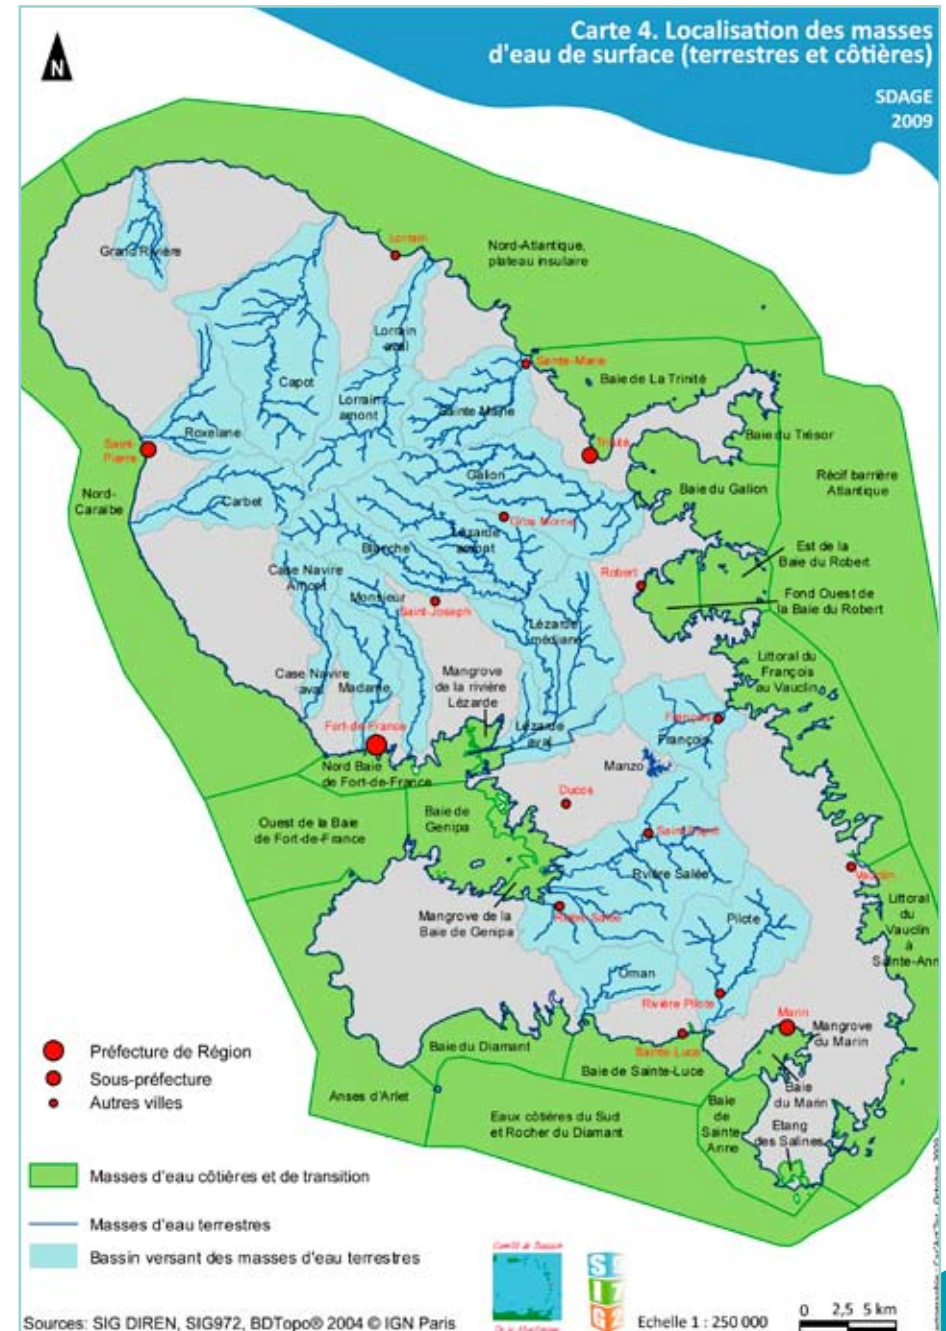 Carte 4. Localisation des masses
d'eau de surface (terrestres et côtières)
SDAGE
2009
N
Grand Rivière
Lorrain
Nord-Atlantique,
plateau insulaire
Lorrain
aval
Sainte-Marie
Baie de La Trinité
Capot
Lorrain
amont
Sainte Marie
Roxelane
Saint-
Pierre
Trinité
Baie du Trésor
Galion
Baie du Galion
Récif barrière
Atlantique
Nord-
Caraïbe
Carbet
Gros Morne
Lézarde
amont
Blanche
Est de la
Baie du Robert
Case Navire
Amont
Robert
Monsieur
Saint-Joseph
Fond Ouest de
la Baie du Robert
Lézarde
médiane
Littoral du
François
au Vauclin
Case Navire
aval
Madame
Mangrove
de la rivière
Lézarde
Fort-de-France
Lézarde
aval
François
François
Nord Baie
de Fort-de-France
Manzo
Ducos
Baie de
Genipa
Ouest de la Baie
de Fort-de-France
Saint Esprit
Rivière Salée
Vauclin
Littoral
du
Vauclin
à
Sainte-Ann
Mangrove de la
Baie de Genipa
Rivière Salée
Pilote
Oman
Rivière Pilote
Marin
Mangrove
du Marin
Baie du Diamant
Sainte-Luce
Baie de Sainte-Luce
Baie
du Marin
Anses d'Arlet
Eaux côtières du Sud
et Rocher du Diamant
Baie
de
Sainte
Anne
Etang
des Salines
Préfecture de Région
Sous-préfecture
Autres villes
Masses d'eau côtières et de transition
Masses d'eau terrestres
Bassin versant des masses d'eau terrestres
Comité de Bassin
De la Martinique
Sources: SIG DIREN, SIG972, BDTopo® 2004 © IGN Paris
Echelle 1 : 250 000
0 2,5 5 km